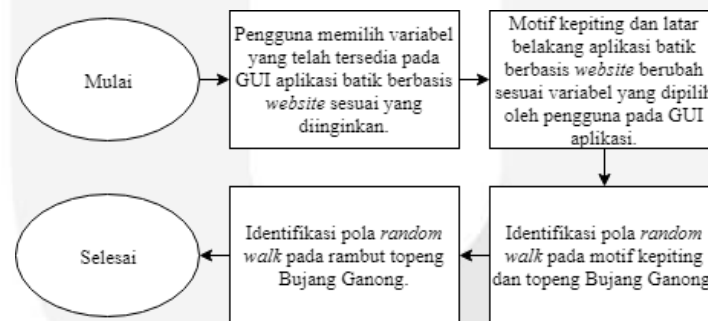 Mulai
Pengguna memilih variabel
yang telah tersedia pada
GUI aplikasi batik berbasis
website sesuai yang
diinginkan.
Motif kepiting dan latar
belakang aplikasi batik
berbasis website berubah
sesuai variabel yang dipilih
oleh pengguna pada GUI
aplikasi.
Identifikasi pola random
walk pada motif kepiting
dan topeng Bujang Ganong.
Identifikasi pola random
walk pada rambut topeng
Bujang Ganong.
Selesai